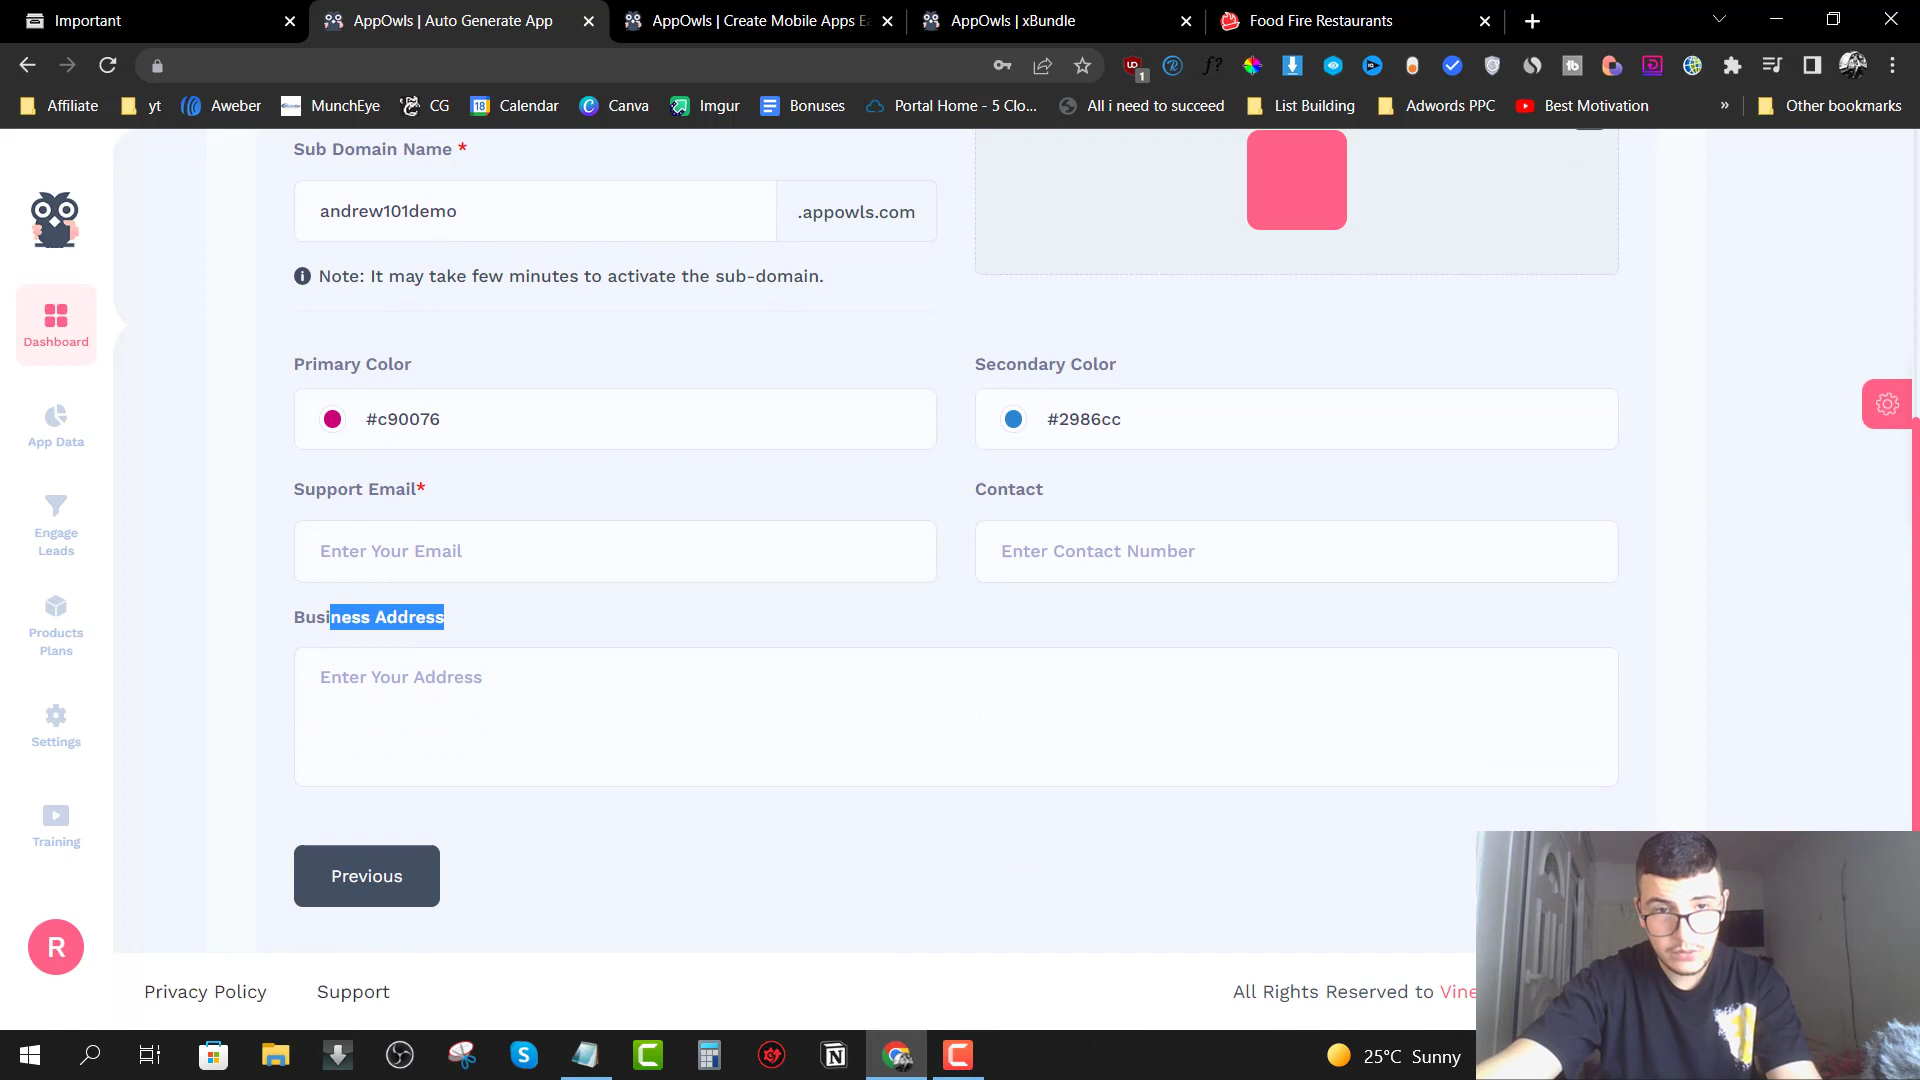 Important
AppOwls | Auto Generate App
AppOwls | Create Mobile Apps Ea
AppOwls | xBundle
Food Fire Restaurants
1
Affiliate
yt
Aweber
MunchEye
CG
18
Calendar
Canva
Imgur
Bonuses
Portal Home - 5 Clo...
All i need to succeed
List Building
Adwords PPC
Best Motivation
»
Other bookmarks
Sub Domain Name *
andrew101demo
.appowls.com
Note: It may take few minutes to activate the sub-domain.
Dashboard
Primary Color
Secondary Color
#c90076
#2986cc
App Data
Support Email*
Contact
Engage
Leads
Enter Your Email
Enter Contact Number
Products
Plans
Business Address
Enter Your Address
Settings
Training
Previous
R
Privacy Policy
Support
All Rights Reserved to Vine
25°C Sunny